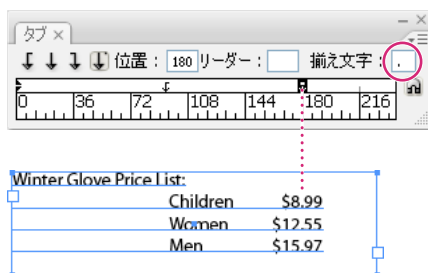 タブ ×
位置： 180 リーダー： 揃え文字： .
0 36 72 108 144 180 216
Winter Glove Price List:
Children $8.99
Women $12.55
Men $15.97